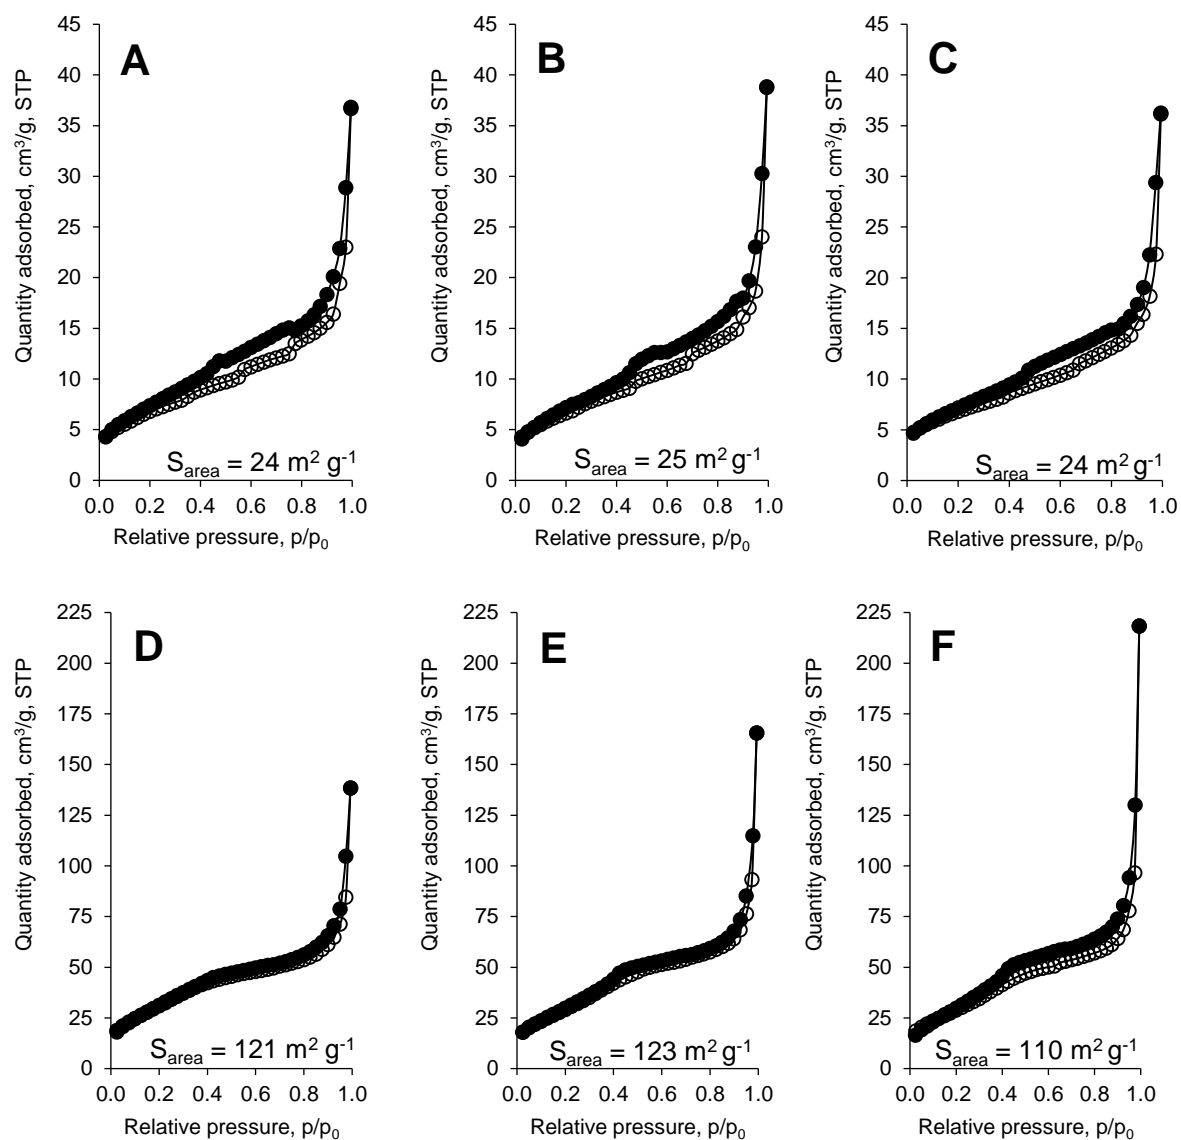 A
Quantity adsorbed, cm³/g, STP
45
40
35
30
25
20
15
10
5
0
S_area = 24 m² g⁻¹
0.0 0.2 0.4 0.6 0.8 1.0
Relative pressure, p/p₀
B
Quantity adsorbed, cm³/g, STP
45
40
35
30
25
20
15
10
5
0
S_area = 25 m² g⁻¹
0.0 0.2 0.4 0.6 0.8 1.0
Relative pressure, p/p₀
C
Quantity adsorbed, cm³/g, STP
45
40
35
30
25
20
15
10
5
0
S_area = 24 m² g⁻¹
0.0 0.2 0.4 0.6 0.8 1.0
Relative pressure, p/p₀
D
Quantity adsorbed, cm³/g, STP
225
200
175
150
125
100
75
50
25
0
S_area = 121 m² g⁻¹
0.0 0.2 0.4 0.6 0.8 1.0
Relative pressure, p/p₀
E
Quantity adsorbed, cm³/g, STP
225
200
175
150
125
100
75
50
25
0
S_area = 123 m² g⁻¹
0.0 0.2 0.4 0.6 0.8 1.0
Relative pressure, p/p₀
F
Quantity adsorbed, cm³/g, STP
225
200
175
150
125
100
75
50
25
0
S_area = 110 m² g⁻¹
0.0 0.2 0.4 0.6 0.8 1.0
Relative pressure, p/p₀